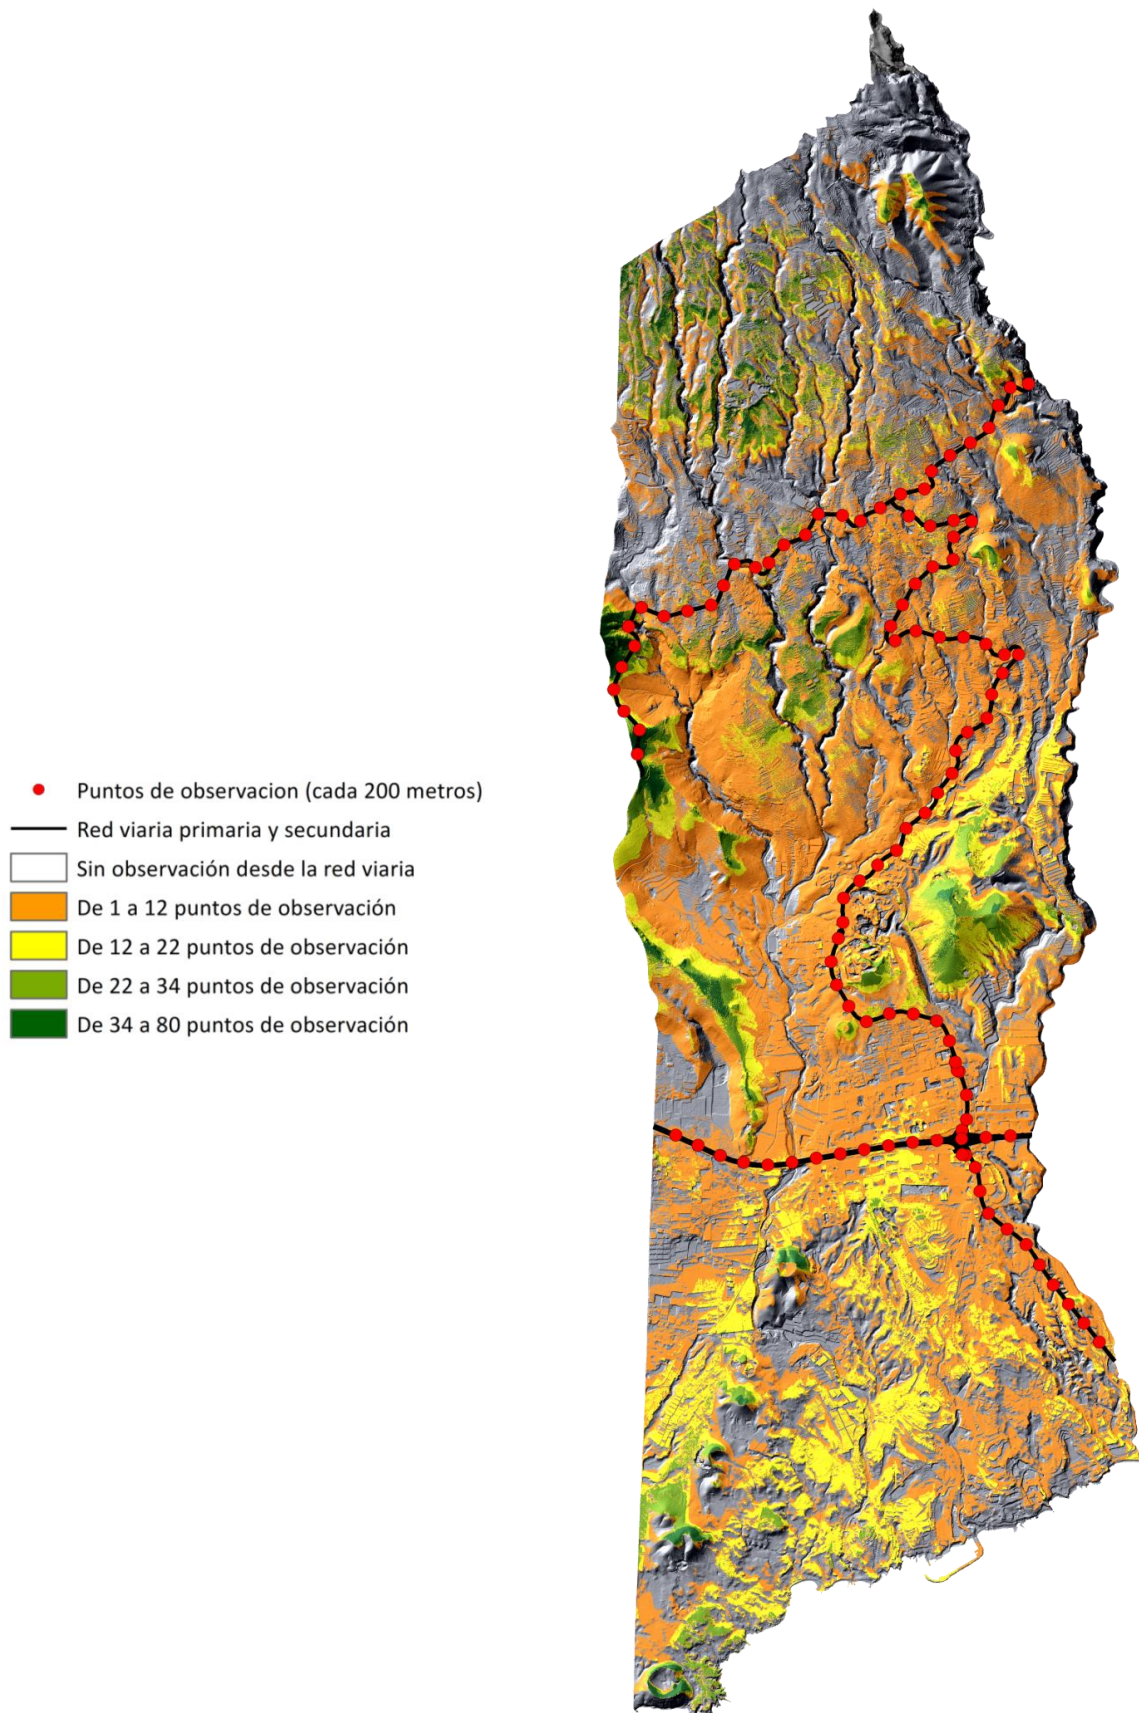 Puntos de observacion (cada 200 metros)
Red viaria primaria y secundaria
Sin observación desde la red viaria
De 1 a 12 puntos de observación
De 12 a 22 puntos de observación
De 22 a 34 puntos de observación
De 34 a 80 puntos de observación